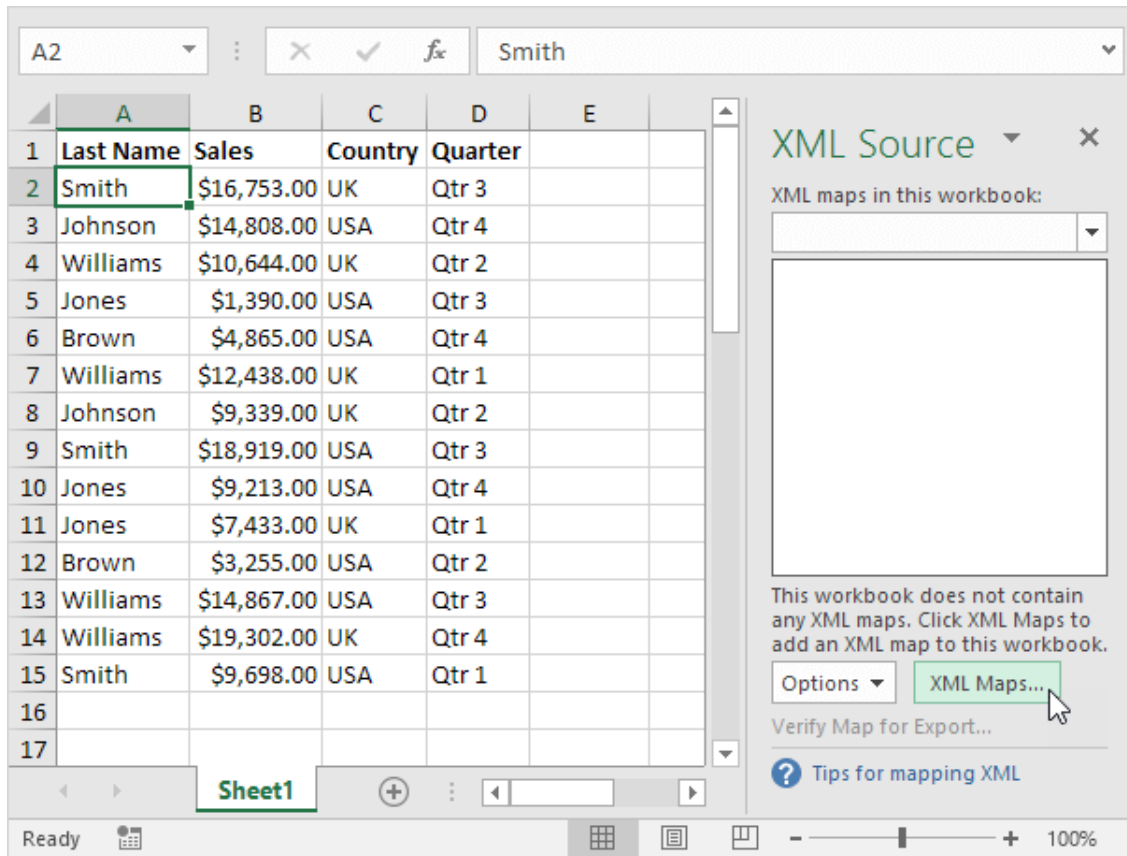 A2 fx Smith
A B C D E
1 Last Name Sales Country Quarter
2 Smith $16,753.00 UK Qtr 3
3 Johnson $14,808.00 USA Qtr 4
4 Williams $10,644.00 UK Qtr 2
5 Jones $1,390.00 USA Qtr 3
6 Brown $4,865.00 USA Qtr 4
7 Williams $12,438.00 UK Qtr 1
8 Johnson $9,339.00 UK Qtr 2
9 Smith $18,919.00 USA Qtr 3
10 Jones $9,213.00 USA Qtr 4
11 Jones $7,433.00 UK Qtr 1
12 Brown $3,255.00 USA Qtr 2
13 Williams $14,867.00 USA Qtr 3
14 Williams $19,302.00 UK Qtr 4
15 Smith $9,698.00 USA Qtr 1
16
17
Sheet1
XML Source
XML maps in this workbook:
This workbook does not contain
any XML maps. Click XML Maps to
add an XML map to this workbook.
Options XML Maps...
Verify Map for Export...
? Tips for mapping XML
Ready 100%